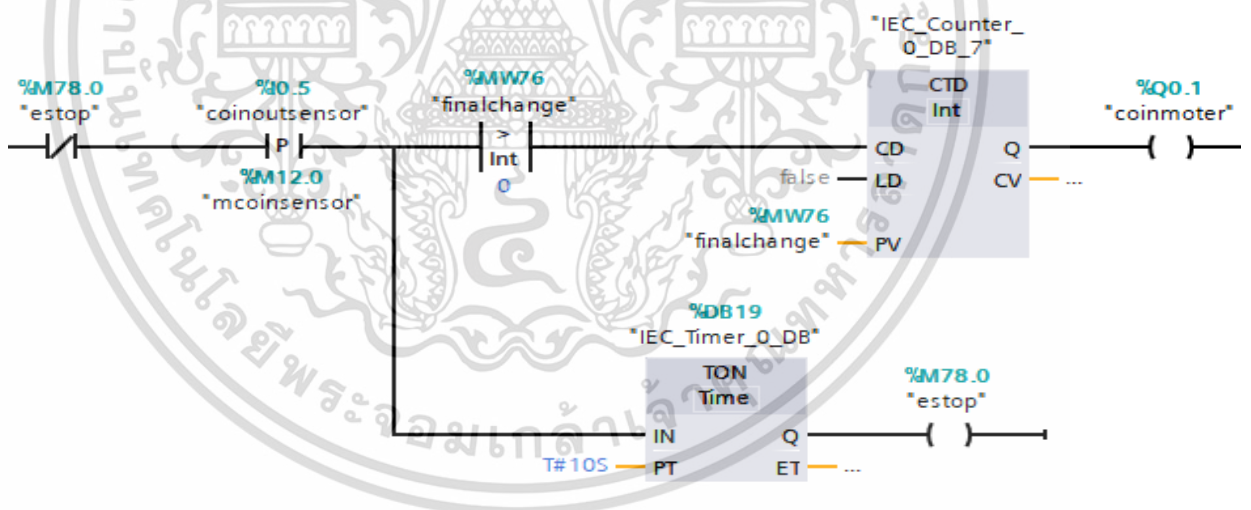 "IEC_Counter_
0_DB_7"
%M78.0
"estop"
%I0.5
"coinoutsensor"
P
%M12.0
"mcoinsensor"
%MW76
"finalchange"
>
Int
0
CTD
Int
CD
Q
false
LD
CV
...
%MW76
"finalchange"
PV
%Q0.1
"coinmoter"
%DB19
"IEC_Timer_0_DB"
TON
Time
IN
Q
T#10S
PT
ET
...
%M78.0
"estop"